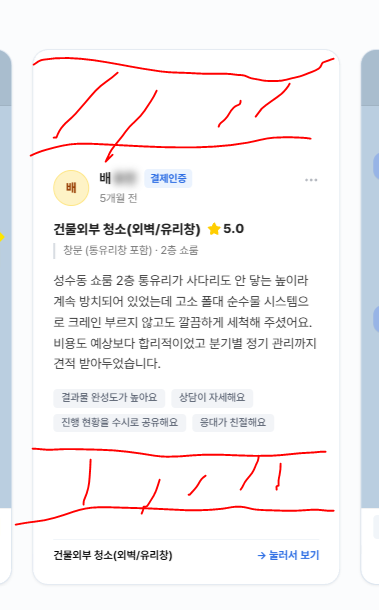 배
배 결제인증
5개월 전
건물외부 청소(외벽/유리창) 5.0
창문 (통유리창 포함) · 2층 쇼룸
성수동 쇼룸 2층 통유리가 사다리도 안 닿는 높이라
계속 방치되어 있었는데 고소 폴대 순수물 시스템으
로 크레인 부르지 않고도 깔끔하게 세척해 주셨어요.
비용도 예상보다 합리적이었고 분기별 정기 관리까지
견적 받아두었습니다.
결과물 완성도가 높아요 상담이 자세해요
진행 현황을 수시로 공유해요 응대가 친절해요
건물외부 청소(외벽/유리창) → 눌러서 보기